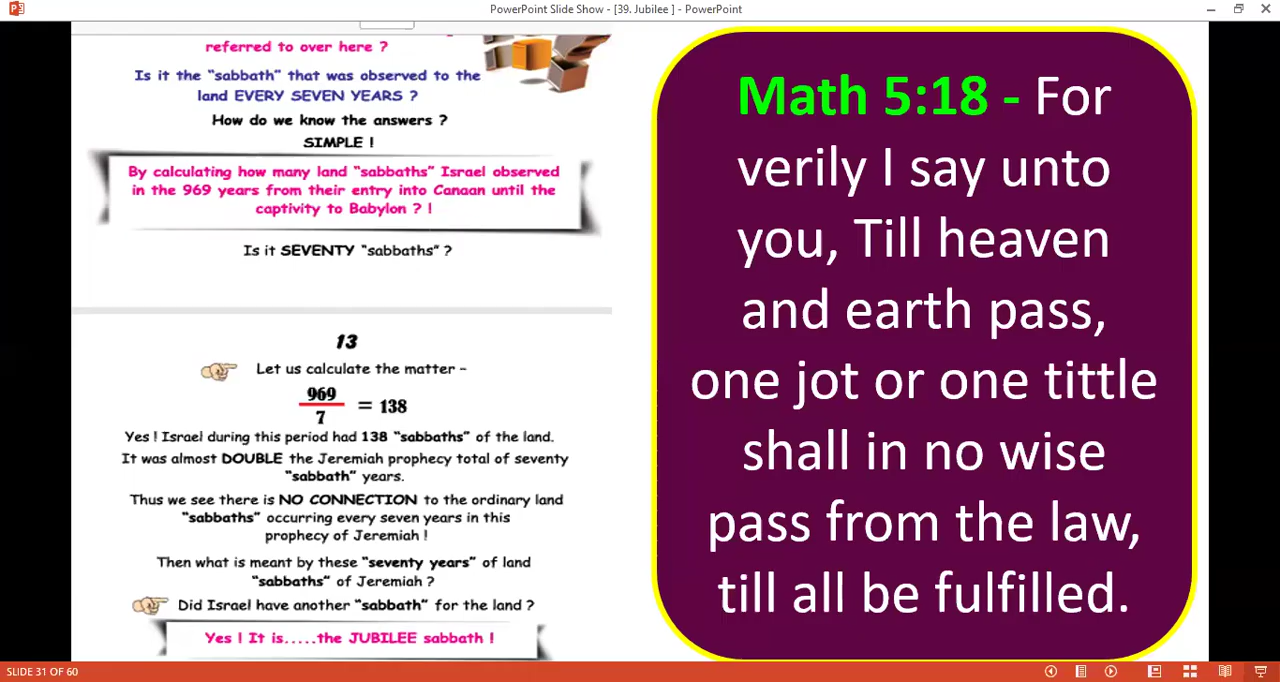 PowerPoint Slide Show - [39. Jubilee ] - PowerPoint
referred to over here ?
Is it the "sabbath" that was observed to the
land EVERY SEVEN YEARS ?
How do we know the answers ?
SIMPLE !
By calculating how many land "sabbaths" Israel observed
in the 969 years from their entry into Canaan until the
captivity to Babylon ? !
Is it SEVENTY "sabbaths" ?
13
Let us calculate the matter -
969
7
= 138
Yes ! Israel during this period had 138 "sabbaths" of the land.
It was almost DOUBLE the Jeremiah prophecy total of seventy
"sabbath" years.
Thus we see there is NO CONNECTION to the ordinary land
"sabbaths" occurring every seven years in this
prophecy of Jeremiah !
Then what is meant by these "seventy years" of land
"sabbaths" of Jeremiah ?
Did Israel have another "sabbath" for the land ?
Yes ! It is.....the JUBILEE sabbath !
Math 5:18 - For
verily I say unto
you, Till heaven
and earth pass,
one jot or one tittle
shall in no wise
pass from the law,
till all be fulfilled.
SLIDE 31 OF 60